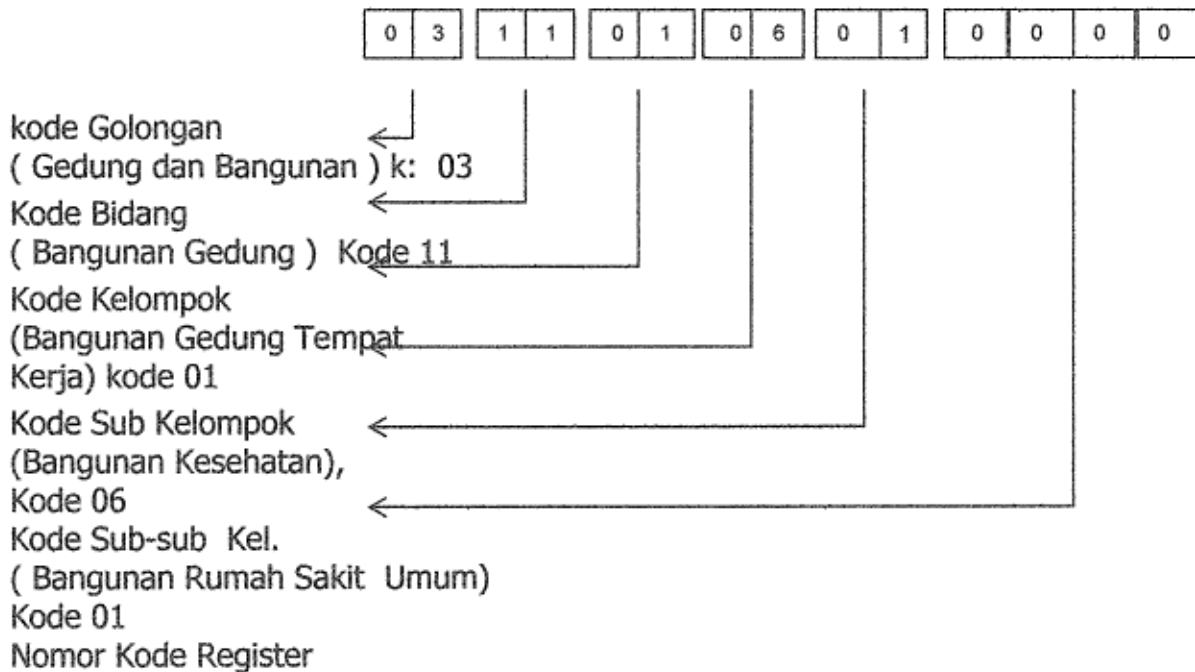 0 3 1 1 0 1 0 6 0 1 0 0 0 0
kode Golongan
( Gedung dan Bangunan ) k: 03
Kode Bidang
( Bangunan Gedung ) Kode 11
Kode Kelompok
(Bangunan Gedung Tempat
Kerja) kode 01
Kode Sub Kelompok
(Bangunan Kesehatan),
Kode 06
Kode Sub-sub Kel.
( Bangunan Rumah Sakit Umum)
Kode 01
Nomor Kode Register